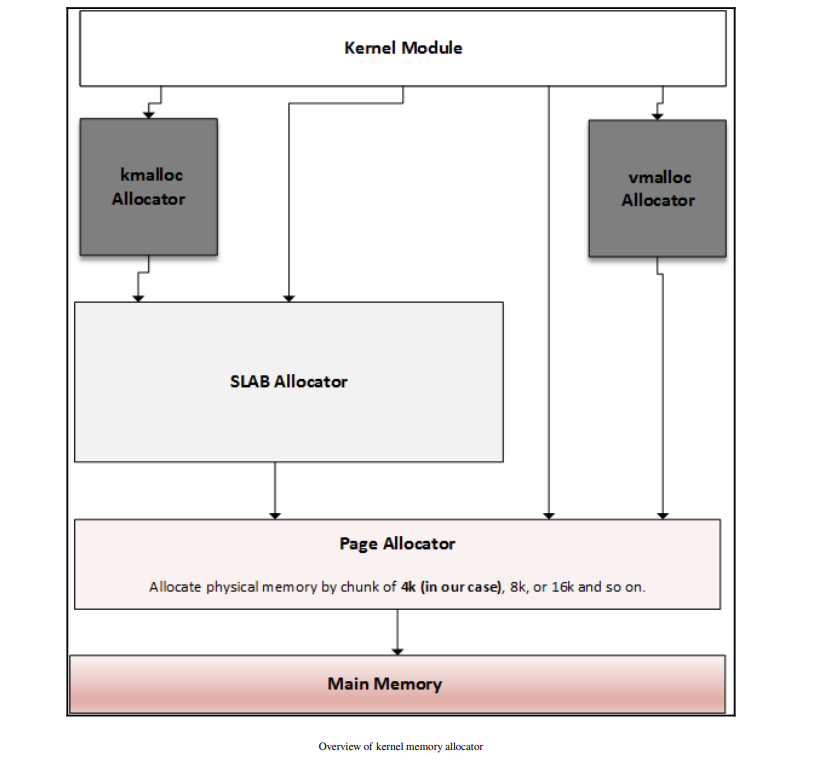 Kernel Module
kmalloc
Allocator
vmalloc
Allocator
SLAB Allocator
Page Allocator
Allocate physical memory by chunk of 4k (in our case), 8k, or 16k and so on.
Main Memory
Overview of kernel memory allocator